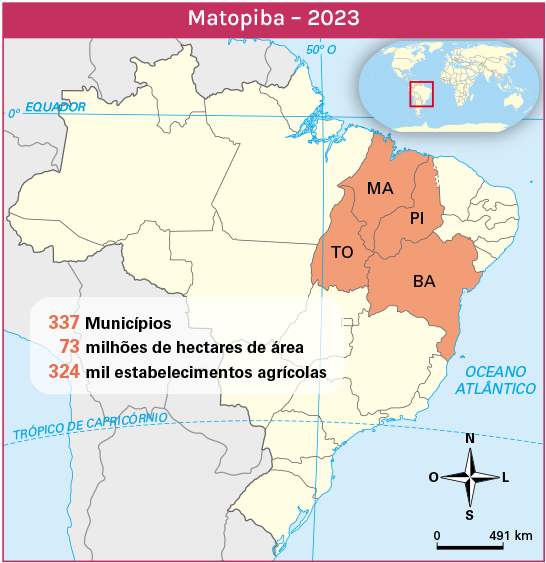 Matopiba – 2023
50° O
0° EQUADOR
MA
PI
TO
BA
337 Municípios
73 milhões de hectares de área
324 mil estabelecimentos agrícolas
OCEANO
ATLÂNTICO
TRÓPICO DE CAPRICÓRNIO
N
O L
S
0 491 km